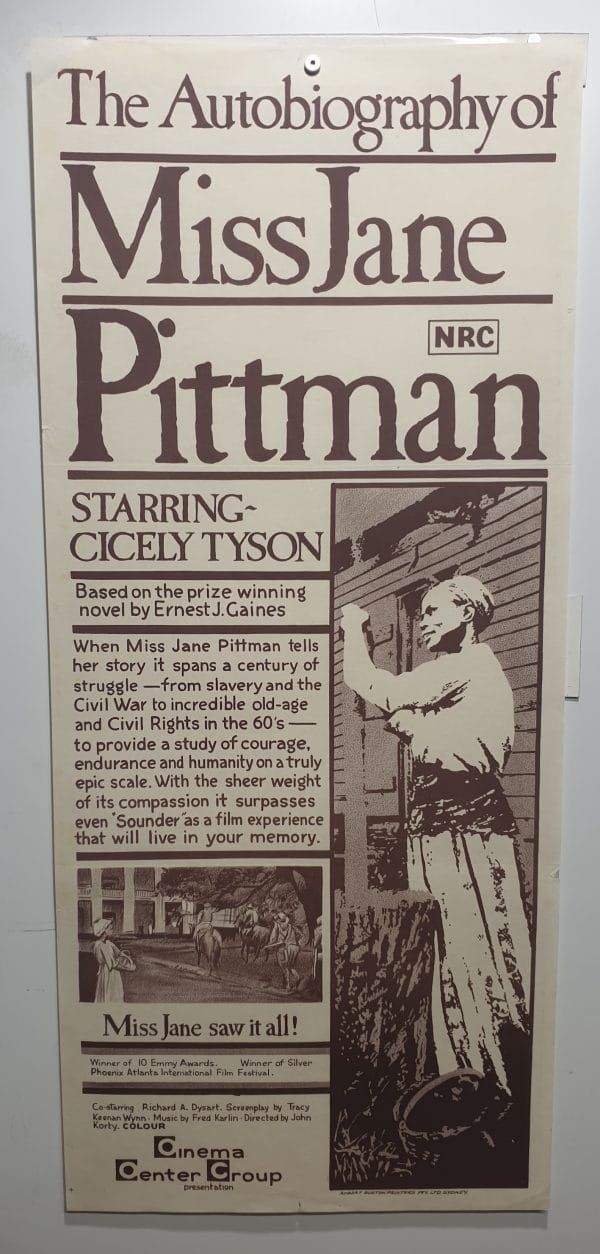 The Autobiography of
Miss Jane
Pittman
NRC
STARRING~
CICELY TYSON
Based on the prize winning
novel by Ernest J. Gaines
When Miss Jane Pittman tells
her story it spans a century of
struggle —from slavery and the
Civil War to incredible old-age
and Civil Rights in the 60's —
to provide a study of courage,
endurance and humanity on a truly
epic scale. With the sheer weight
of its compassion it surpasses
even "Sounder" as a film experience
that will live in your memory.
Miss Jane saw it all!
Winner of 10 Emmy Awards. Winner of Silver
Phoenix Atlanta International Film Festival.
Co-starring Richard A. Dysart. Screenplay by Tracy
Keenan Wynn · Music by Fred Karlin · Directed by John
Korty. COLOUR
Cinema
Center Group
presentation
ROBERT BURTON PRINTERS PTY. LTD. SYDNEY.